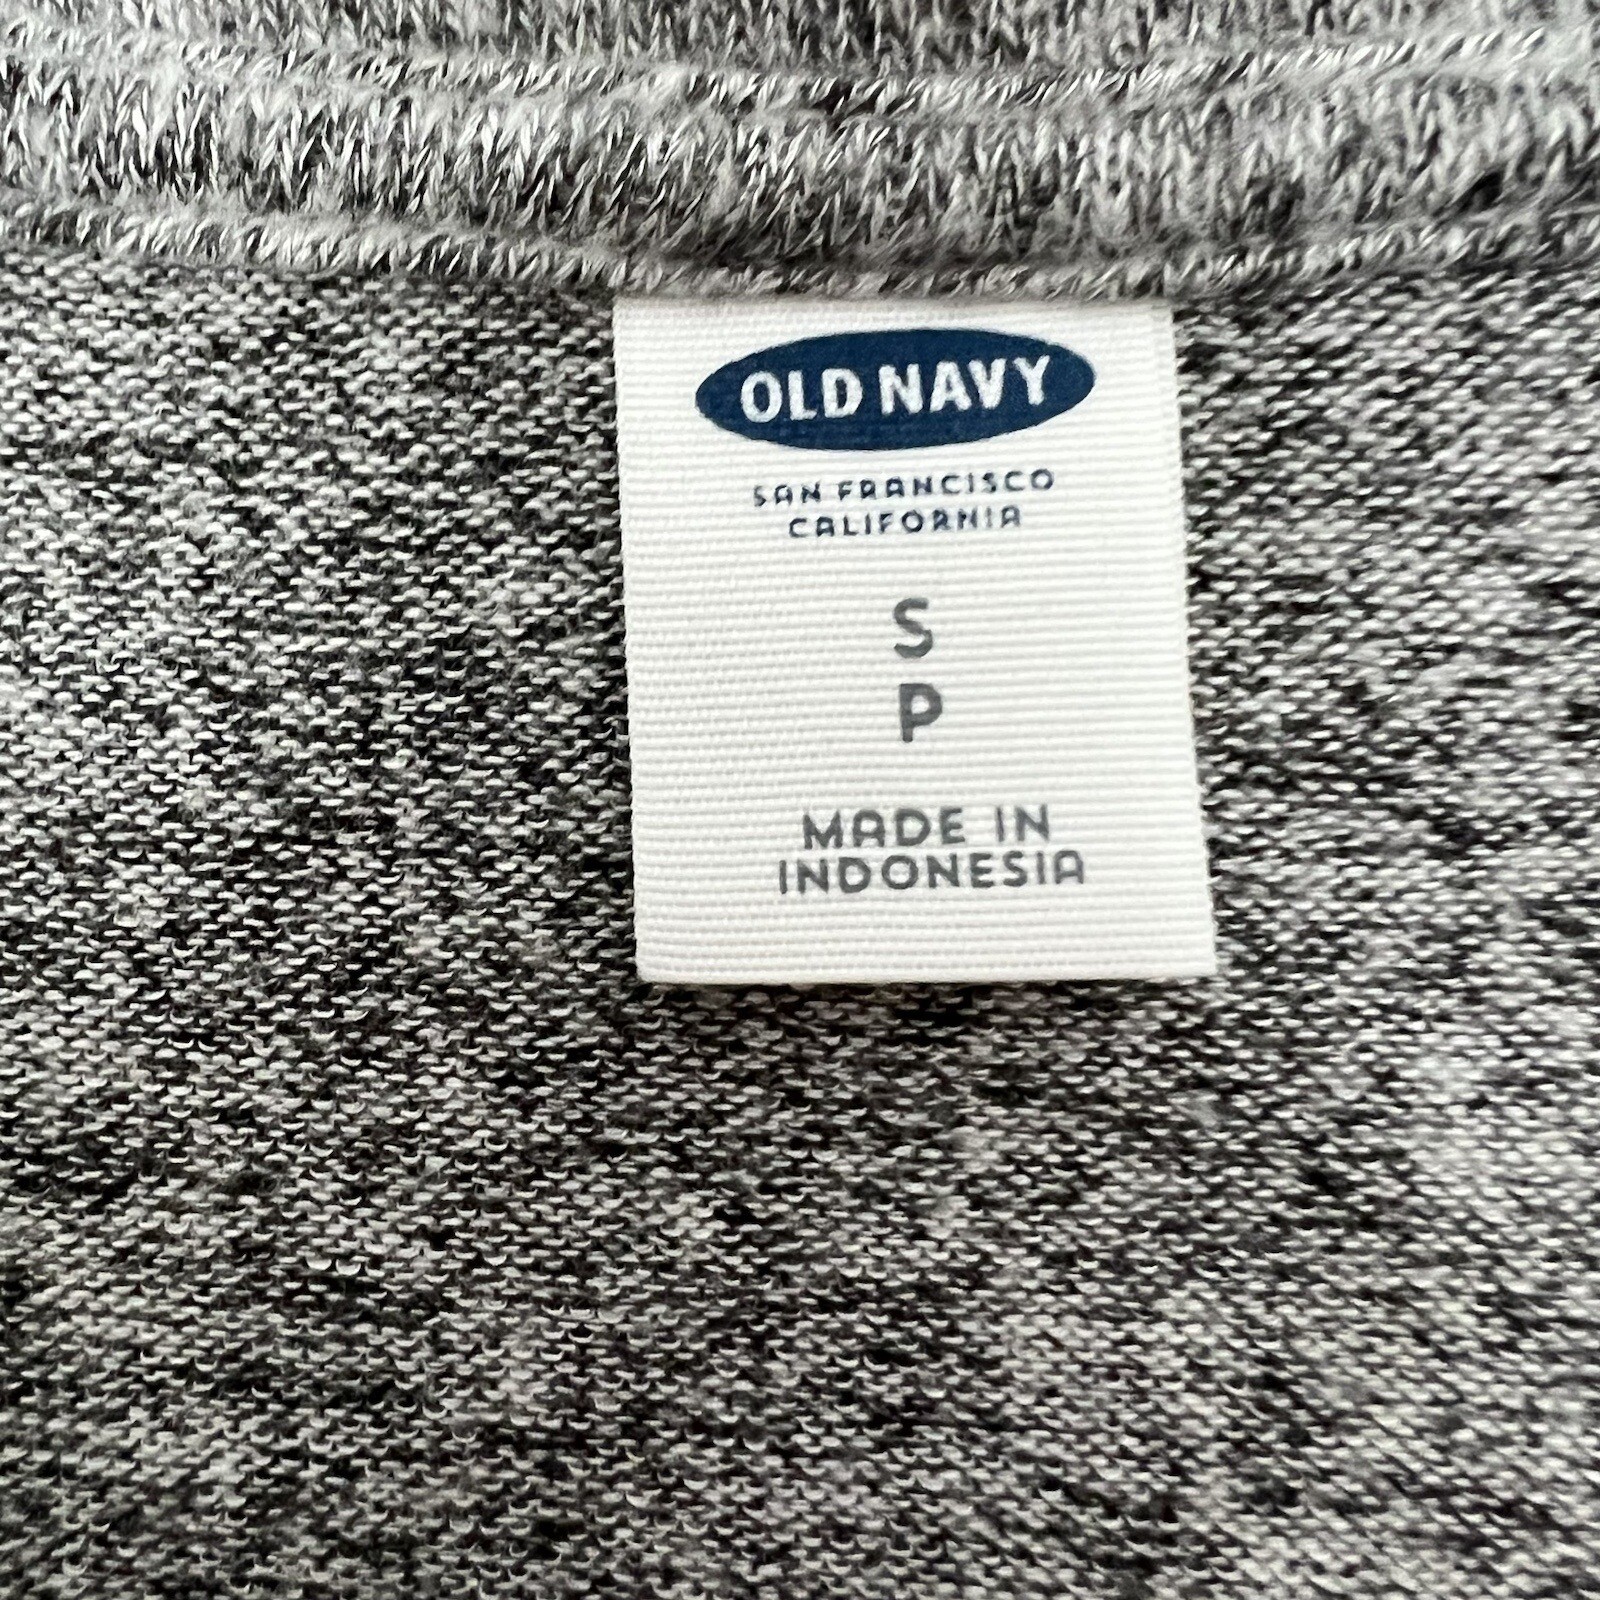 OLD NAVY
SAN FRANCISCO
CALIFORNIA
S
P
MADE IN
INDONESIA